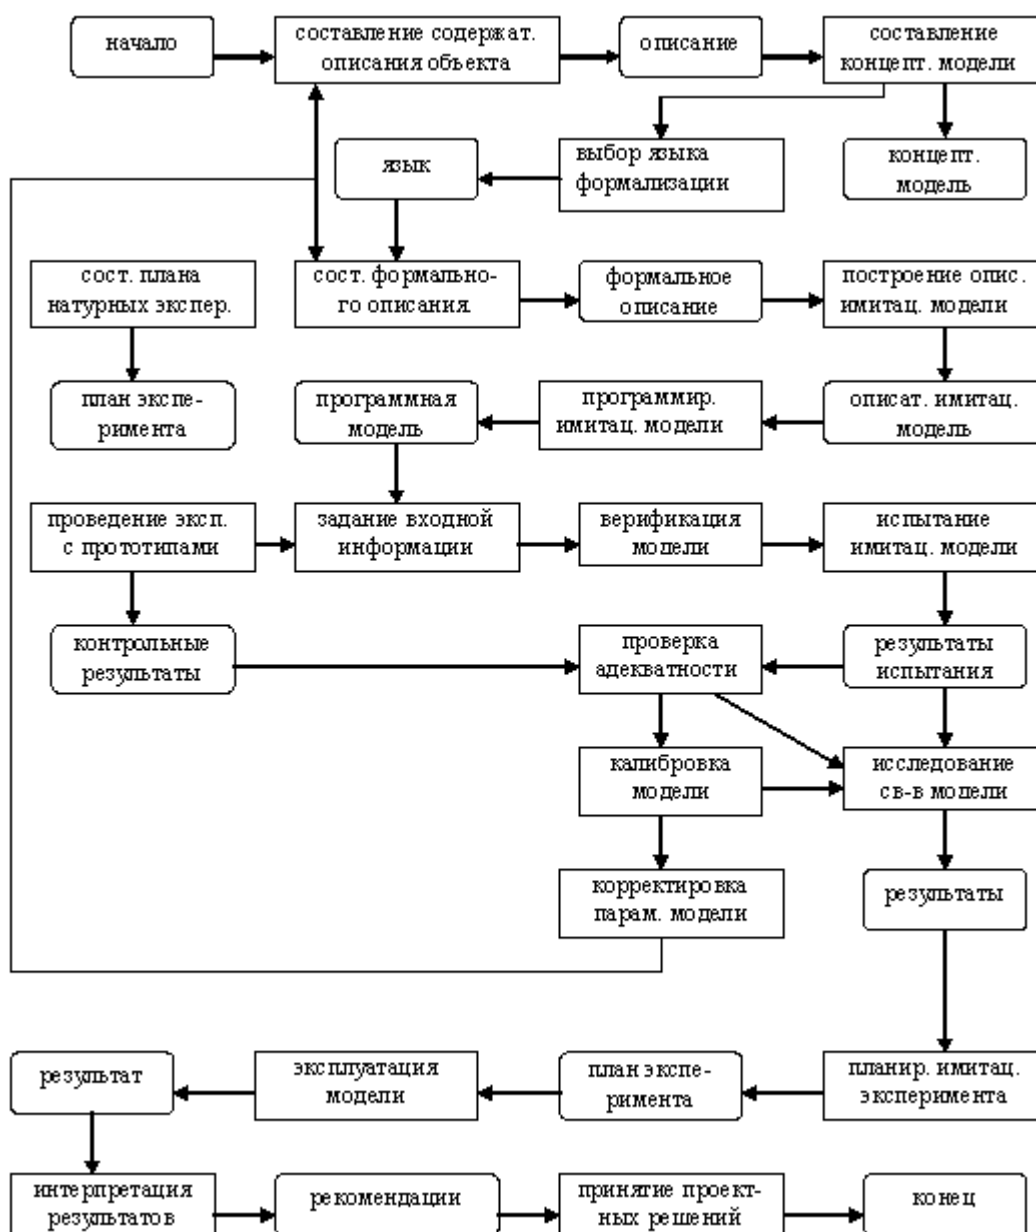 начало
составление содержат.
описания объекта
описание
составление
концепт. модели
язык
выбор языка
формализации
концепт.
модель
сост. плана
натурных экспер.
сост. формально-
го описания
формальное
описание
построение опис.
имитац. модели
план экспе-
римента
программная
модель
программир.
имитац. модели
описат. имитац.
модель
проведение эксп.
с прототипами
задание входной
информации
верификация
модели
испытание
имитац. модели
контрольные
результаты
проверка
адекватности
результаты
испытания
калибровка
модели
исследование
св-в модели
корректировка
парам. модели
результаты
результат
эксплуатация
модели
план экспе-
римента
планир. имитац.
эксперимента
интерпретация
результатов
рекомендации
принятие проект-
ных решений
конец